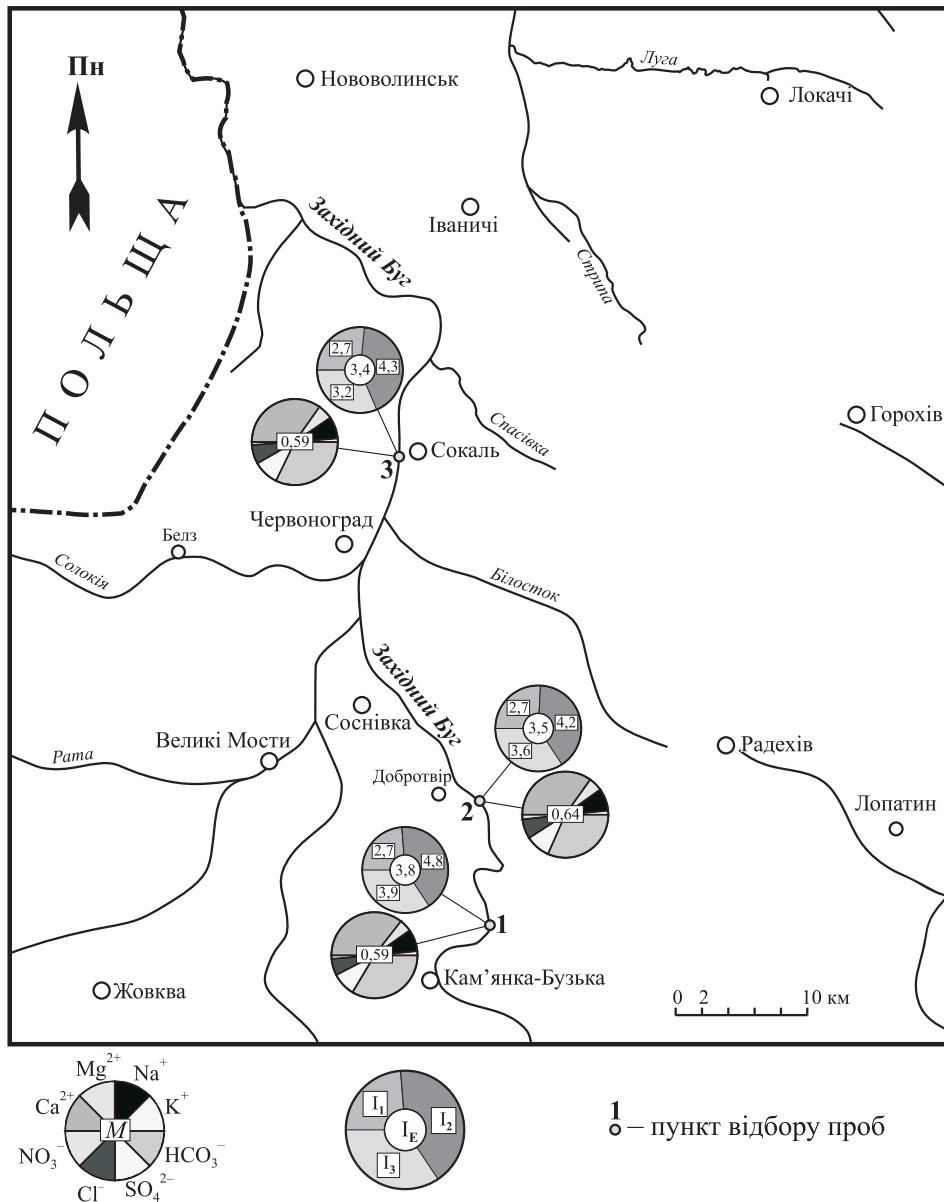 Пн
Нововолинськ
Луга
Локачі
ПОЛЬЩА
Західний Буг
Іваничі
Стрипа
2,7
4,3
3,4
3,2
Горохів
Спасівка
0,59
3
Сокаль
Червоноград
Белз
Солокія
Білосток
Західний Буг
2,7
4,2
3,5
3,6
Соснівка
Великі Мости
Рата
Радехів
Добротвір
2
0,64
Лопатин
2,7
4,8
3,8
3,9
1
0,59
Кам’янка-Бузька
Жовква
0 2 10 км
Mg²⁺ Na⁺
Ca²⁺ K⁺
M
NO₃⁻ HCO₃⁻
Cl⁻ SO₄²⁻
I₁ I₂
I_E
I₃
1 – пункт відбору проб